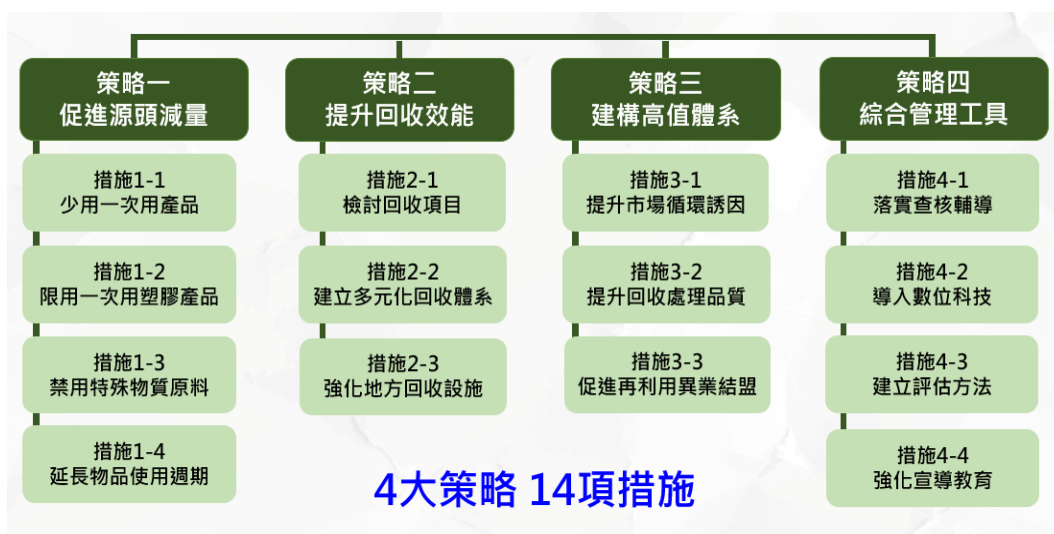 策略一
促進源頭減量
措施1-1
少用一次用產品
措施1-2
限用一次用塑膠產品
措施1-3
禁用特殊物質原料
措施1-4
延長物品使用週期
策略二
提升回收效能
措施2-1
檢討回收項目
措施2-2
建立多元化回收體系
措施2-3
強化地方回收設施
策略三
建構高值體系
措施3-1
提升市場循環誘因
措施3-2
提升回收處理品質
措施3-3
促進再利用異業結盟
策略四
綜合管理工具
措施4-1
落實查核輔導
措施4-2
導入數位科技
措施4-3
建立評估方法
措施4-4
強化宣導教育
4大策略 14項措施